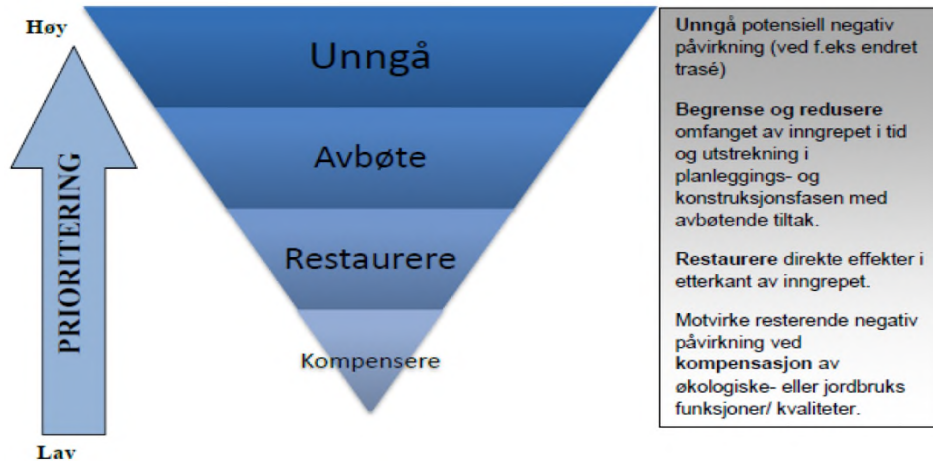 Høy
PRIORITERING
Lav
Unngå
Avbøte
Restaurere
Kompensere
Unngå potensiell negativ
påvirkning (ved f.eks endret
trasé)
Begrense og redusere
omfanget av inngrepet i tid
og utstrekning i
planleggings- og
konstruksjonsfasen med
avbøtende tiltak.
Restaurere direkte effekter i
etterkant av inngrepet.
Motvirke resterende negativ
påvirkning ved
kompensasjon av
økologiske- eller jordbruks
funksjoner/ kvaliteter.